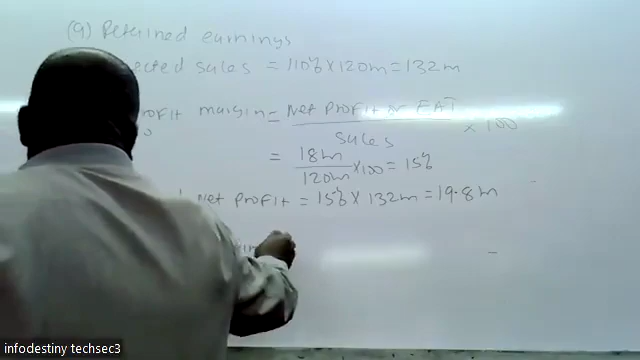 (a) Retained earnings
ected sales = 110% x 120m = 132m
rofit margin = Net profit or EAT
sales
x 100
= 18m
120m
x 100 = 15%
Net profit = 15% x 132m = 19.8m
infodestiny techsec3